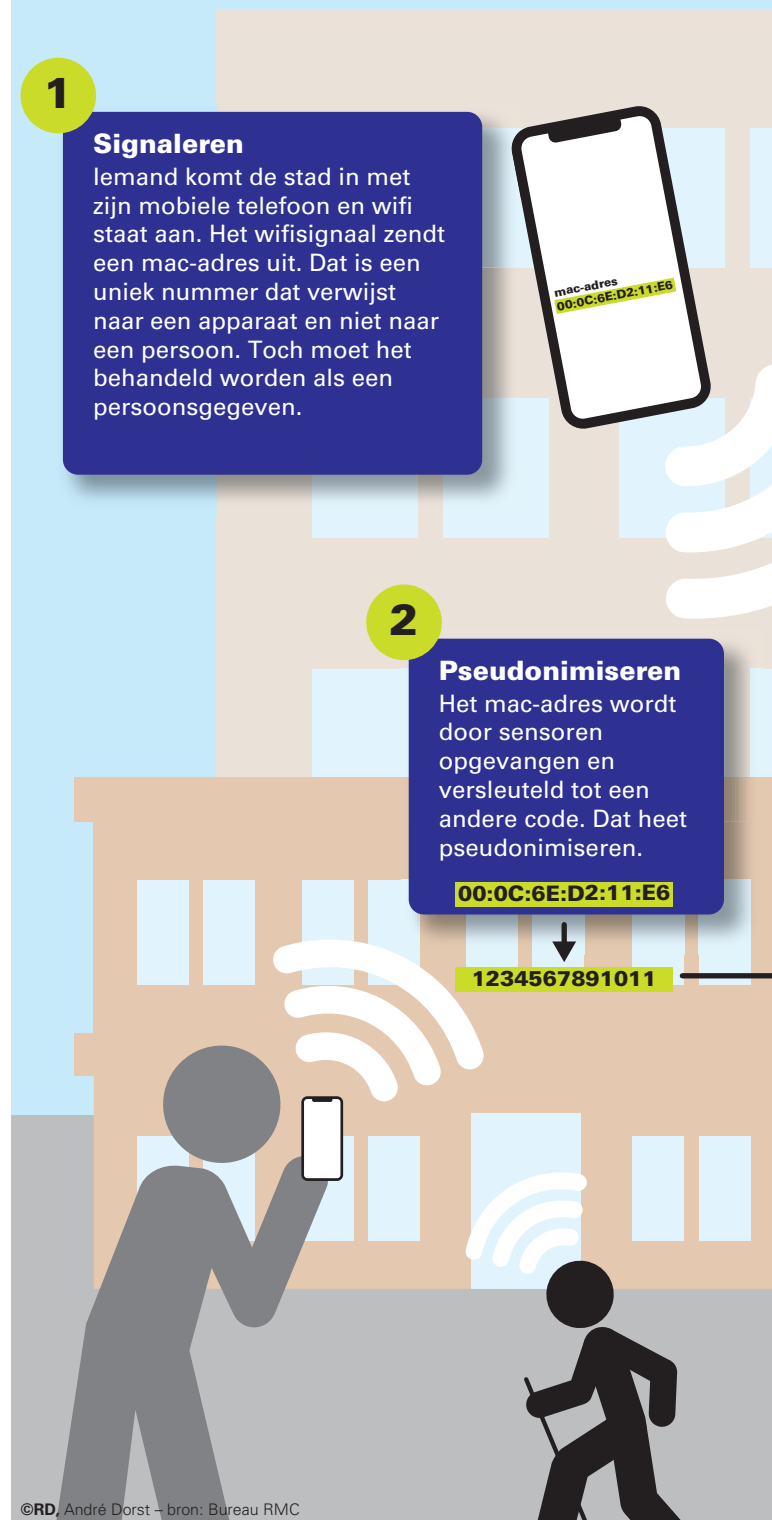 1
Signaleren
Iemand komt de stad in met
zijn mobiele telefoon en wifi
staat aan. Het wifisignaal zendt
een mac-adres uit. Dat is een
uniek nummer dat verwijst
naar een apparaat en niet naar
een persoon. Toch moet het
behandeld worden als een
persoonsgegeven.
mac-adres
00:0C:6E:D2:11:E6
2
Pseudonimiseren
Het mac-adres wordt
door sensoren
opgevangen en
versleuteld tot een
andere code. Dat heet
pseudonimiseren.
00:0C:6E:D2:11:E6
1234567891011
©RD, André Dorst – bron: Bureau RMC